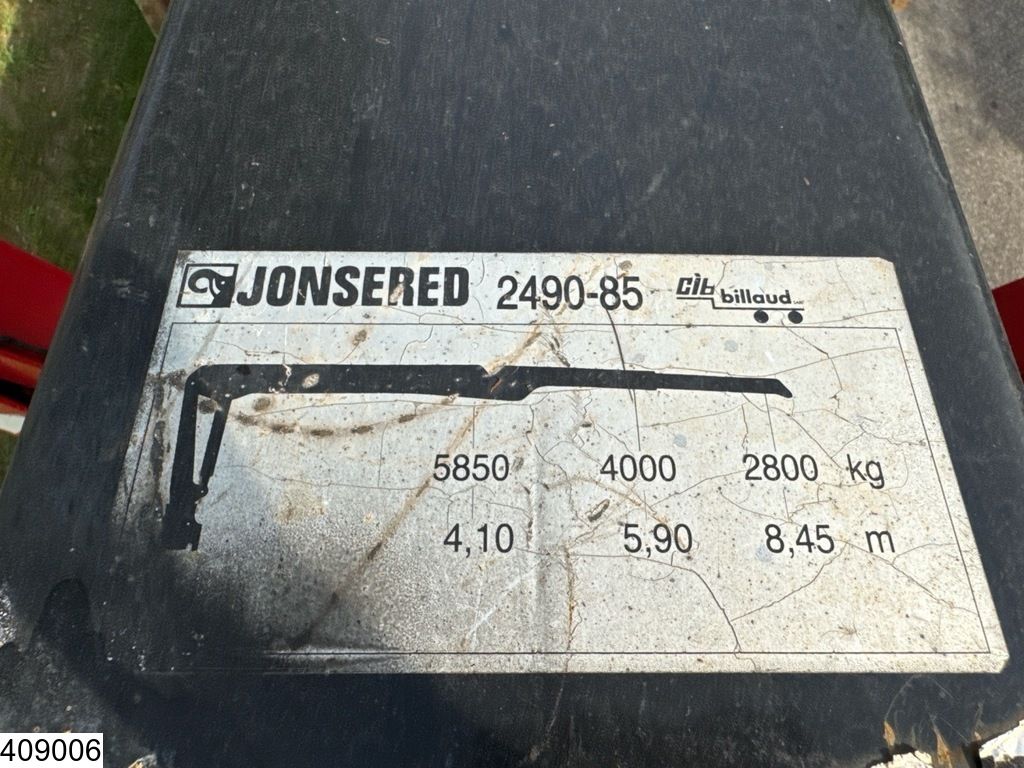 JONSERED 2490-85 cib billaud
5850 4000 2800 kg
4,10 5,90 8,45 m
409006